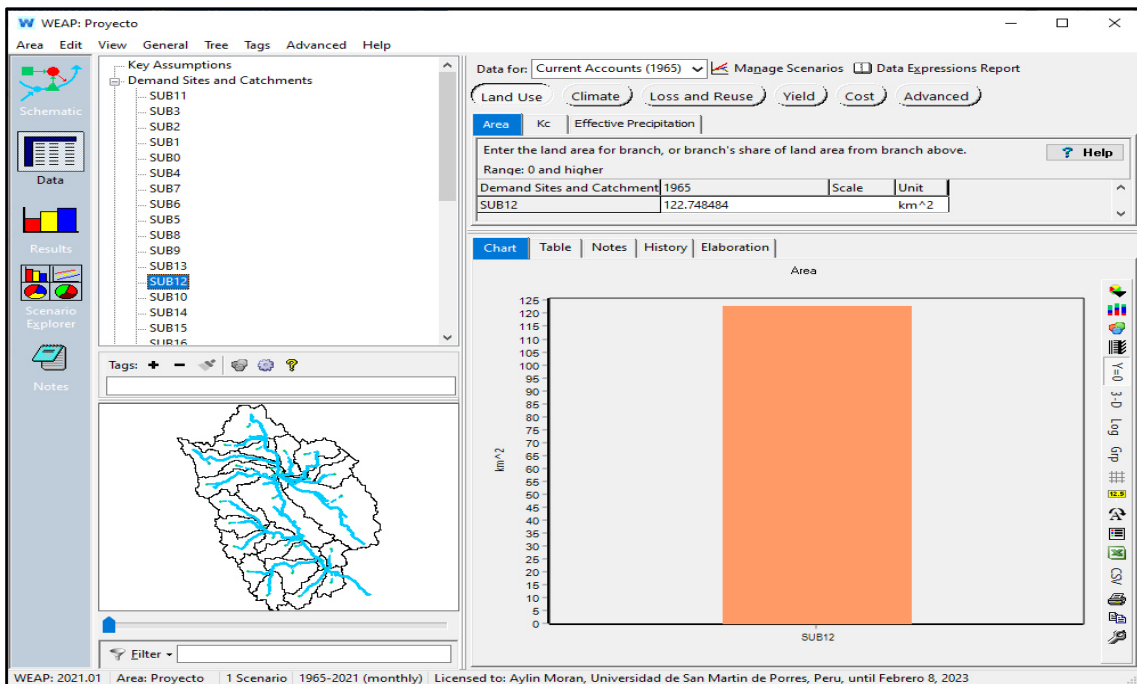 WEAP: Proyecto
Area Edit View General Tree Tags Advanced Help
Schematic
Data
Results
Scenario
Explorer
Notes
Key Assumptions
Demand Sites and Catchments
SUB11
SUB3
SUB2
SUB1
SUB0
SUB4
SUB7
SUB6
SUB5
SUB8
SUB9
SUB13
SUB12
SUB10
SUB14
SUB15
SUB16
Tags:
Filter
Data for: Current Accounts (1965) Manage Scenarios Data Expressions Report
Land Use Climate Loss and Reuse Yield Cost Advanced
Area Kc Effective Precipitation
Enter the land area for branch, or branch's share of land area from branch above. ? Help
Range: 0 and higher
Demand Sites and Catchment 1965 Scale Unit
SUB12 122.748484 km^2
Chart Table Notes History Elaboration
Area
km^2
125
120
115
110
105
100
95
90
85
80
75
70
65
60
55
50
45
40
35
30
25
20
15
10
5
0
SUB12
Y=0
3-D
Log
Grp
12.5
CSV
WEAP: 2021.01 Area: Proyecto 1 Scenario 1965-2021 (monthly) Licensed to: Aylin Moran, Universidad de San Martin de Porres, Peru, until February 8, 2023